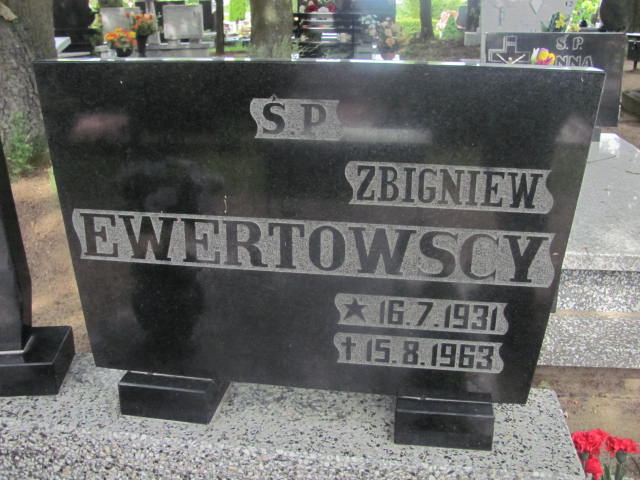 Ś.P.
ZBIGNIEW
EWERTOWSCY
★ 16.7.1931
† 15.8.1963
Ś.P.